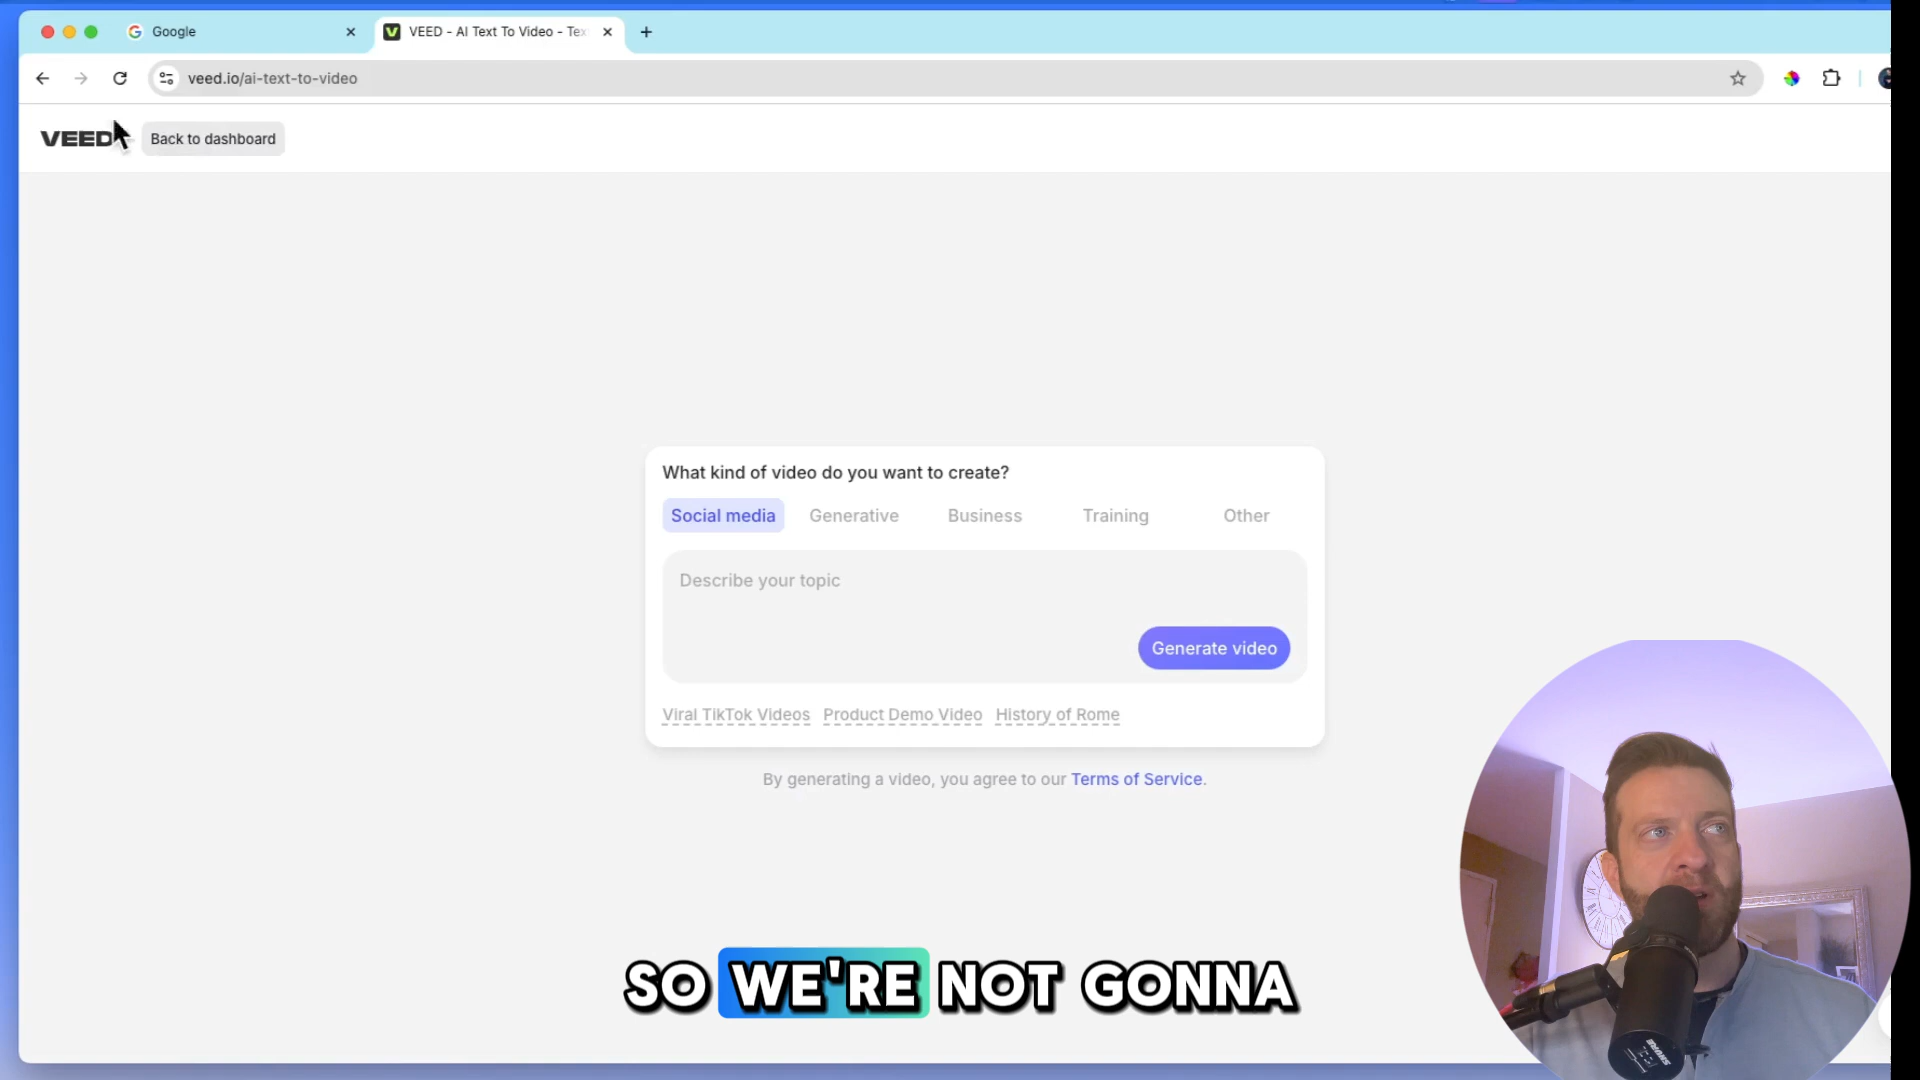 Google
VEED - AI Text To Video - Tex
veed.io/ai-text-to-video
VEED
Back to dashboard
What kind of video do you want to create?
Social media
Generative
Business
Training
Other
Describe your topic
Generate video
Viral TikTok Videos
Product Demo Video
History of Rome
By generating a video, you agree to our Terms of Service.
SO WE'RE NOT GONNA
SHURE